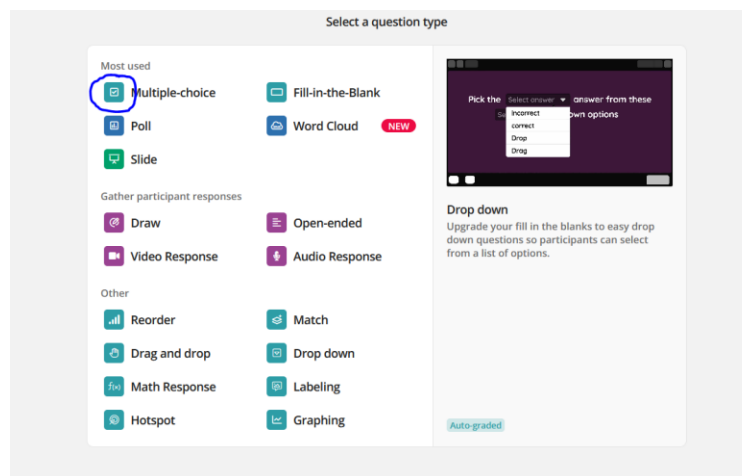 Select a question type
Most used
Multiple-choice
Fill-in-the-Blank
Poll
Word Cloud NEW
Slide
Gather participant responses
Draw
Open-ended
Video Response
Audio Response
Other
Reorder
Match
Drag and drop
Drop down
f(x) Math Response
Labeling
Hotspot
Graphing
Pick the Select answer answer from these
Se own options
Incorrect
correct
Drop
Drag
Drop down
Upgrade your fill in the blanks to easy drop
down questions so participants can select
from a list of options.
Auto-graded